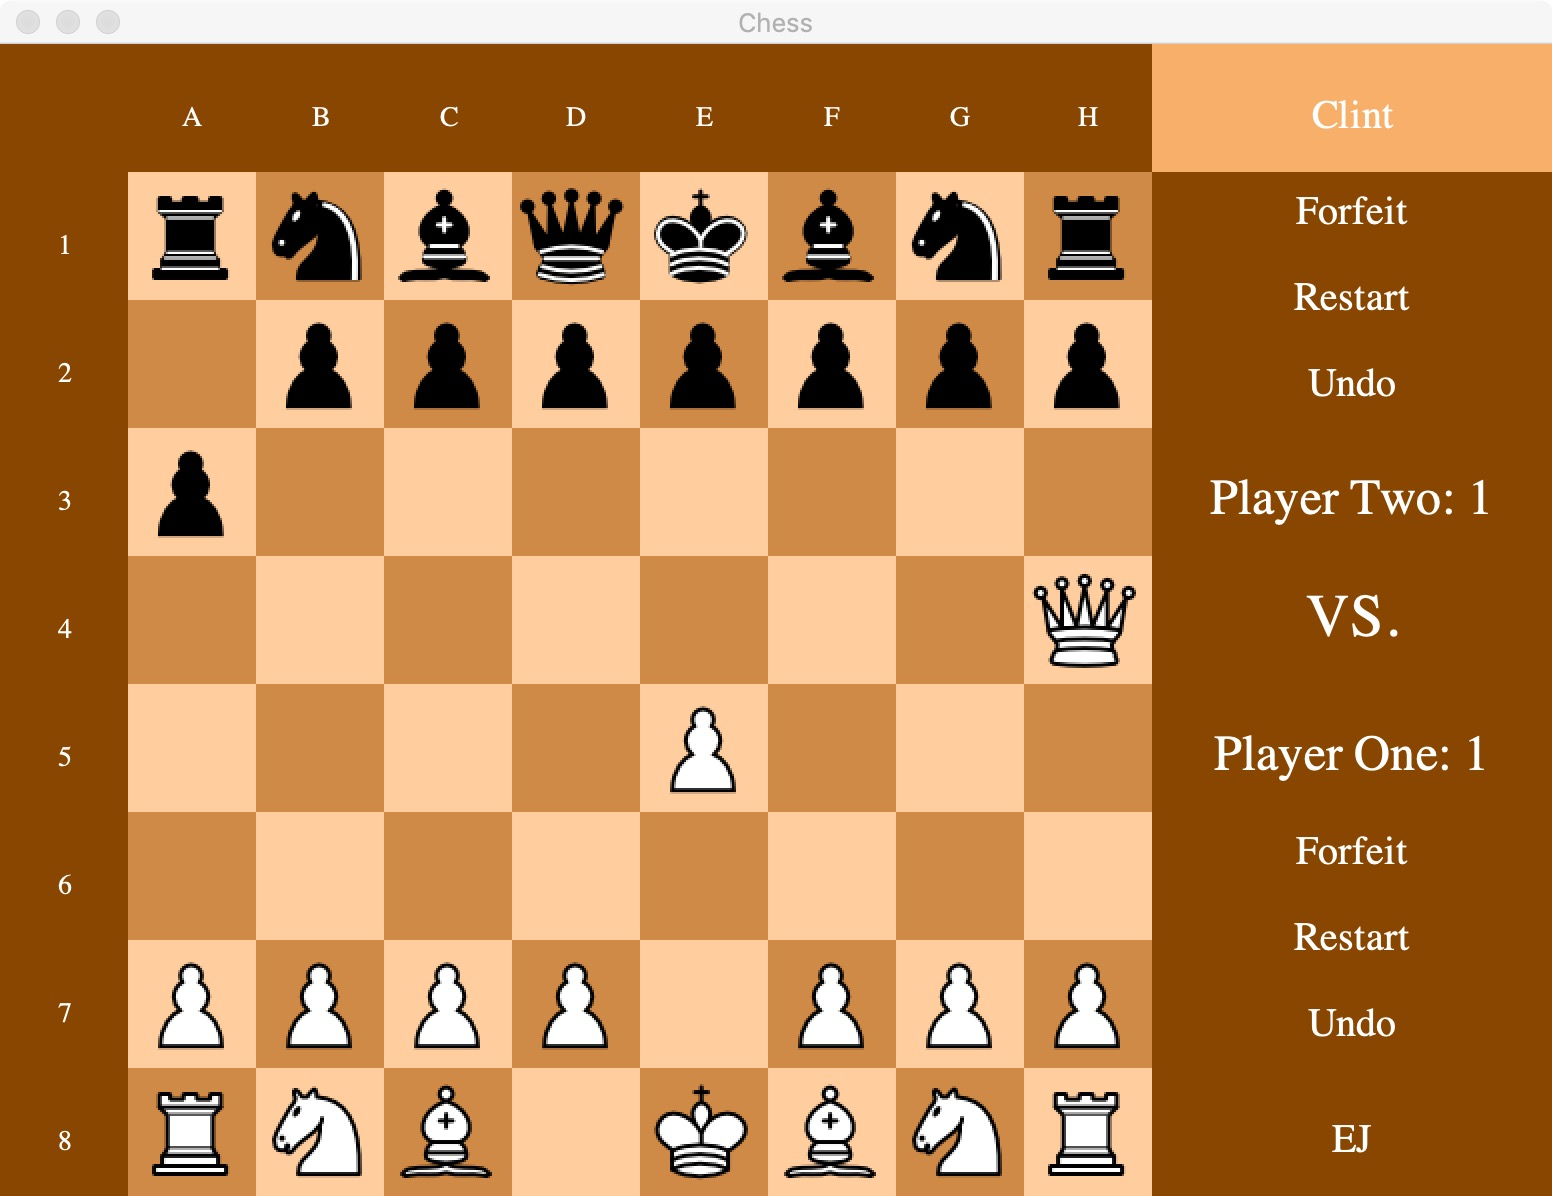 Chess
A B C D E F G H
Clint
1
Forfeit
Restart
2
Undo
3
Player Two: 1
4
VS.
5
Player One: 1
Forfeit
6
Restart
7
Undo
8
EJ